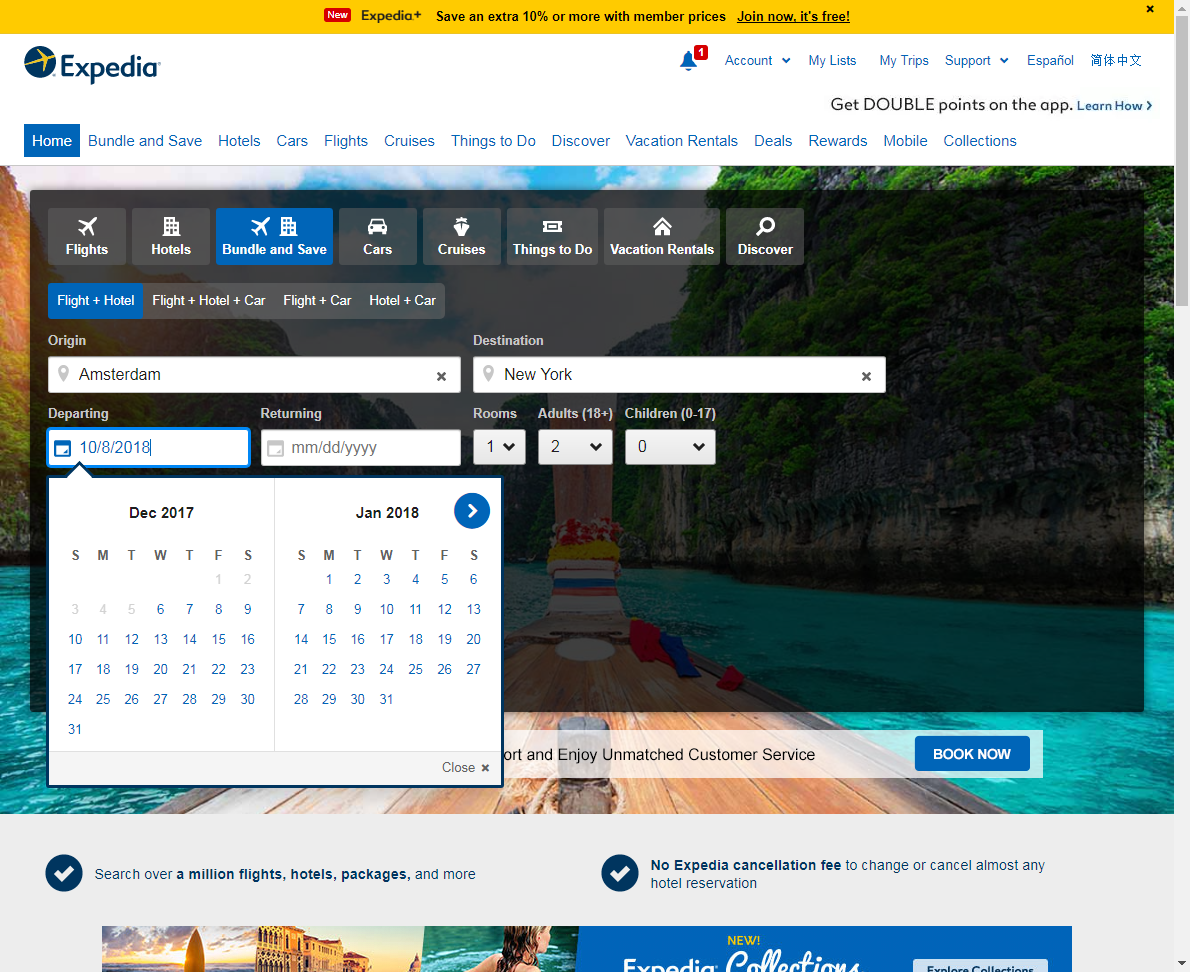 New Expedia+ Save an extra 10% or more with member prices Join now, it's free! ×
Expedia
1 Account My Lists My Trips Support Español 简体中文
Get DOUBLE points on the app. Learn How ›
Home Bundle and Save Hotels Cars Flights Cruises Things to Do Discover Vacation Rentals Deals Rewards Mobile Collections
Flights Hotels Bundle and Save Cars Cruises Things to Do Vacation Rentals Discover
Flight + Hotel Flight + Hotel + Car Flight + Car Hotel + Car
Origin Destination
Amsterdam × New York ×
Departing Returning Rooms Adults (18+) Children (0-17)
10/8/2018 mm/dd/yyyy 1 2 0
Dec 2017 Jan 2018
S M T W T F S S M T W T F S
1 2 1 2 3 4 5 6
3 4 5 6 7 8 9 7 8 9 10 11 12 13
10 11 12 13 14 15 16 14 15 16 17 18 19 20
17 18 19 20 21 22 23 21 22 23 24 25 26 27
24 25 26 27 28 29 30 28 29 30 31
31
ort and Enjoy Unmatched Customer Service BOOK NOW
Close ×
Search over a million flights, hotels, packages, and more
No Expedia cancellation fee to change or cancel almost any
hotel reservation
NEW!
Expedia Collections
Explore Collections